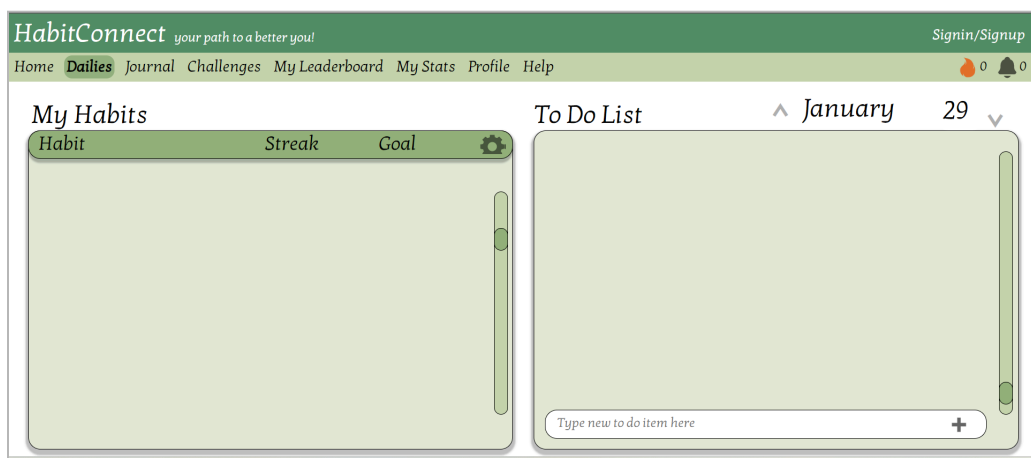 HabitConnect your path to a better you! Signin/Signup
Home Dailies Journal Challenges My Leaderboard My Stats Profile Help 0 0
My Habits
Habit Streak Goal
To Do List January 29
Type new to do item here